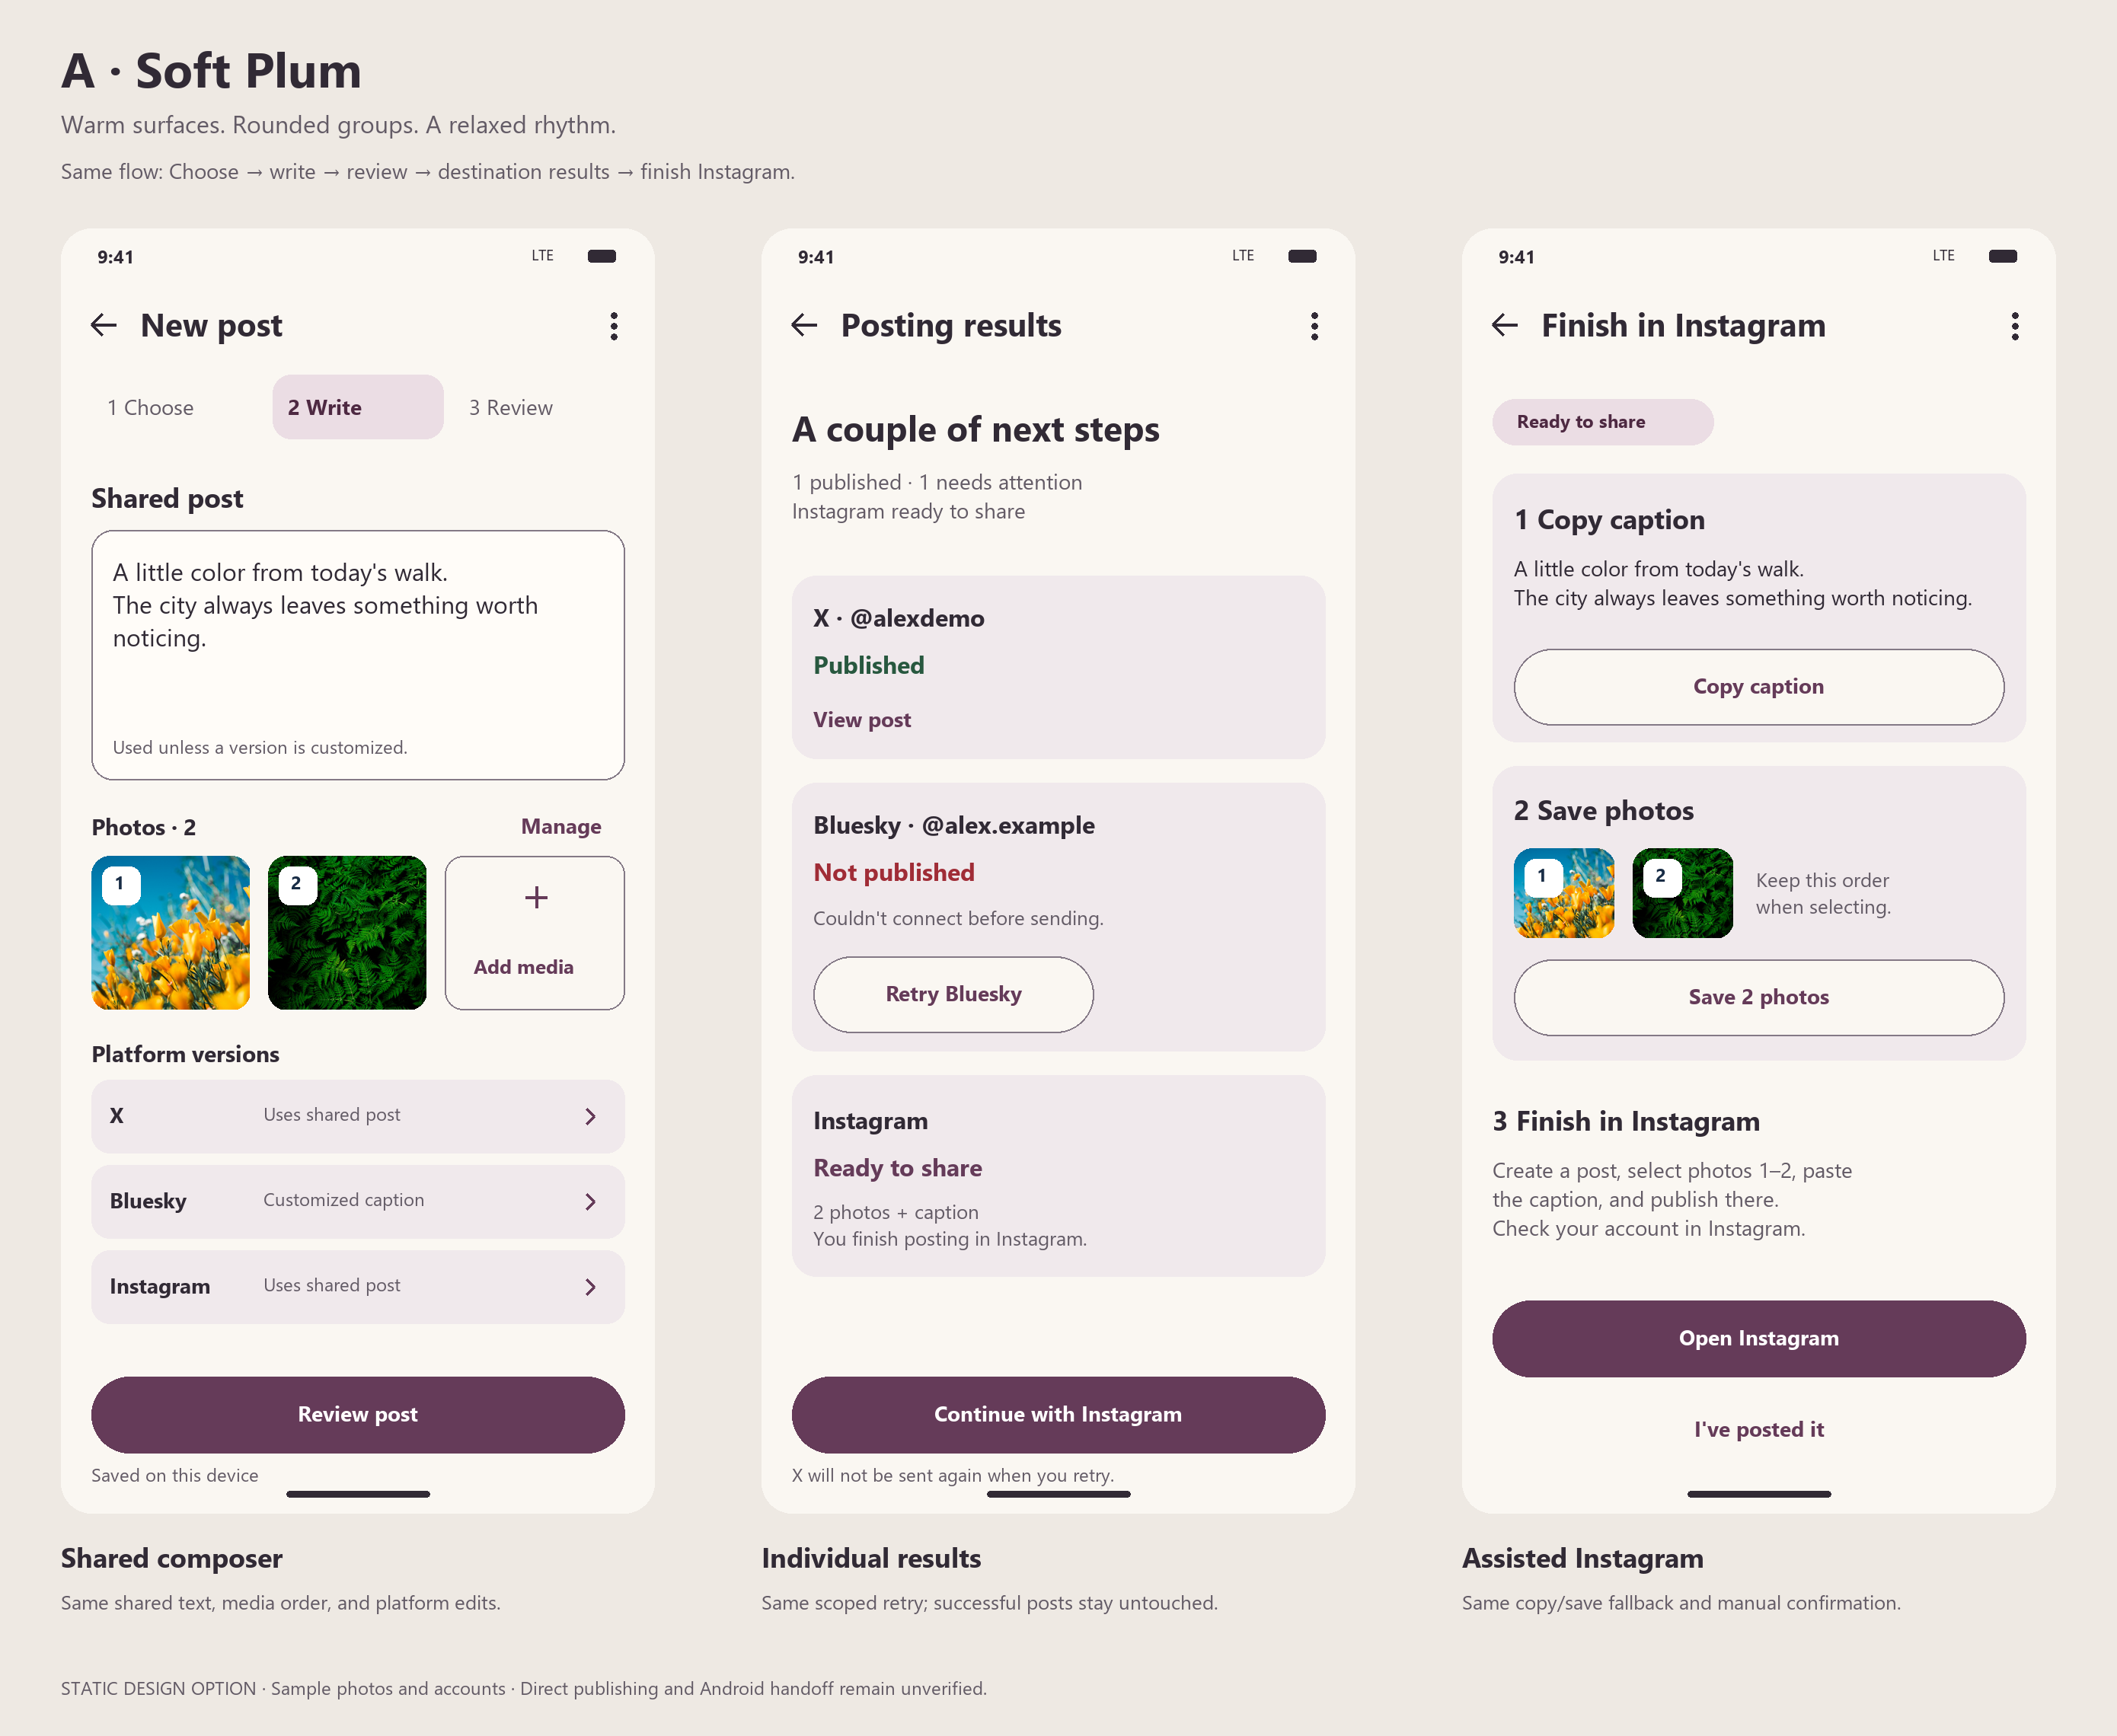 A · Soft Plum
Warm surfaces. Rounded groups. A relaxed rhythm.
Same flow: Choose → write → review → destination results → finish Instagram.
9:41
LTE
New post
1 Choose
2 Write
3 Review
Shared post
A little color from today's walk.
The city always leaves something worth
noticing.
Used unless a version is customized.
Photos · 2
Manage
1
2
Add media
Platform versions
X
Uses shared post
Bluesky
Customized caption
Instagram
Uses shared post
Review post
Saved on this device
Shared composer
Same shared text, media order, and platform edits.
9:41
LTE
Posting results
A couple of next steps
1 published · 1 needs attention
Instagram ready to share
X · @alexdemo
Published
View post
Bluesky · @alex.example
Not published
Couldn't connect before sending.
Retry Bluesky
Instagram
Ready to share
2 photos + caption
You finish posting in Instagram.
Continue with Instagram
X will not be sent again when you retry.
Individual results
Same scoped retry; successful posts stay untouched.
9:41
LTE
Finish in Instagram
Ready to share
1 Copy caption
A little color from today's walk.
The city always leaves something worth noticing.
Copy caption
2 Save photos
1
2
Keep this order
when selecting.
Save 2 photos
3 Finish in Instagram
Create a post, select photos 1–2, paste
the caption, and publish there.
Check your account in Instagram.
Open Instagram
I've posted it
Assisted Instagram
Same copy/save fallback and manual confirmation.
STATIC DESIGN OPTION · Sample photos and accounts · Direct publishing and Android handoff remain unverified.